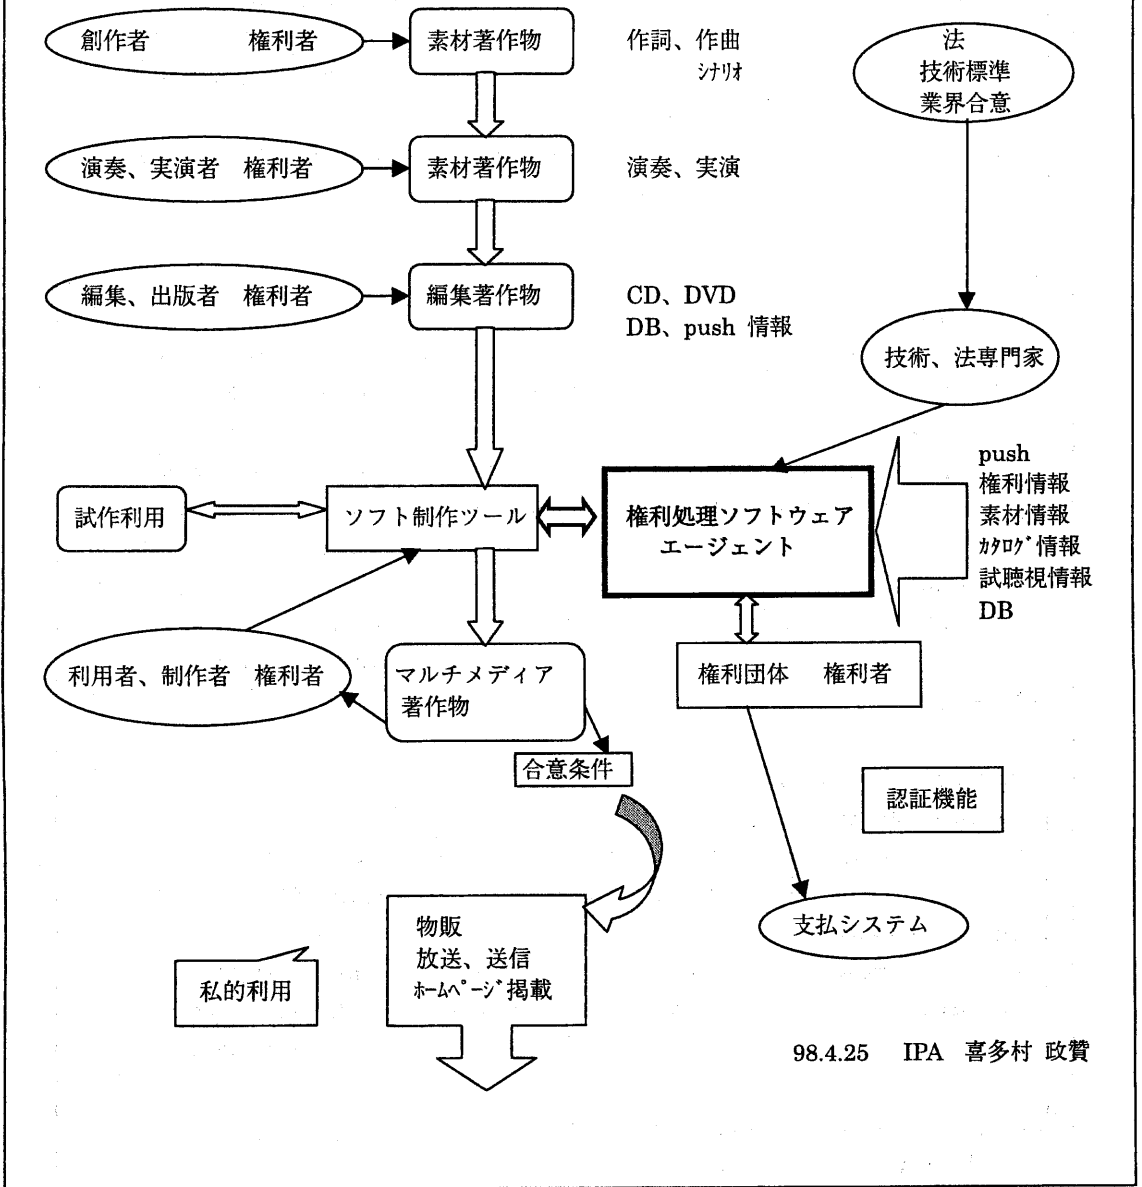 創作者 権利者
素材著作物
作詞、作曲
シナリオ
法
技術標準
業界合意
演奏、実演者 権利者
素材著作物
演奏、実演
編集、出版者 権利者
編集著作物
CD、DVD
DB、push 情報
技術、法専門家
試作利用
ソフト制作ツール
権利処理ソフトウェア
エージェント
push
権利情報
素材情報
カタログ情報
試聴視情報
DB
利用者、制作者 権利者
マルチメディア
著作物
権利団体 権利者
合意条件
認証機能
支払システム
物販
放送、送信
ホームページ掲載
私的利用
98.4.25 IPA 喜多村 政贊